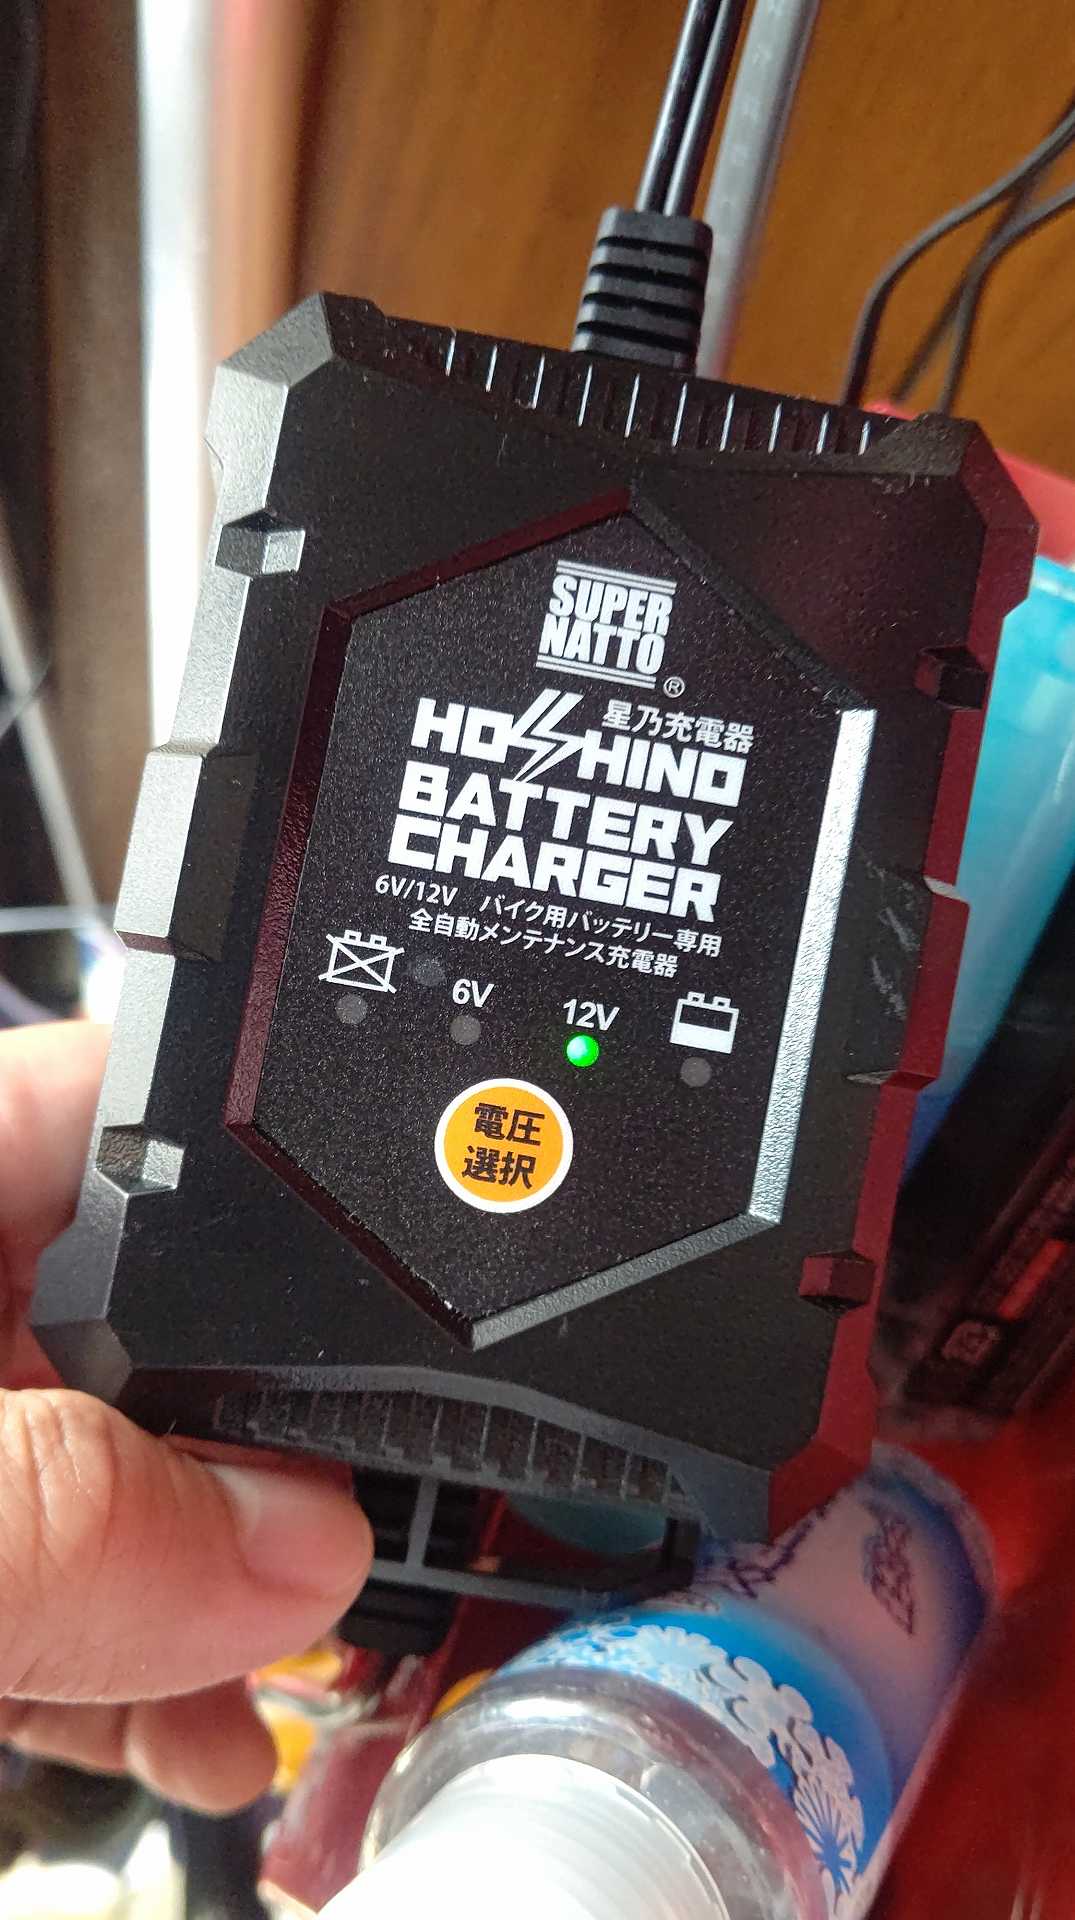 SUPER
NATTO
®
星乃充電器
HOSHINO
BATTERY
CHARGER
6V/12V バイク用バッテリー専用
全自動メンテナンス充電器
6V
12V
電圧
選択